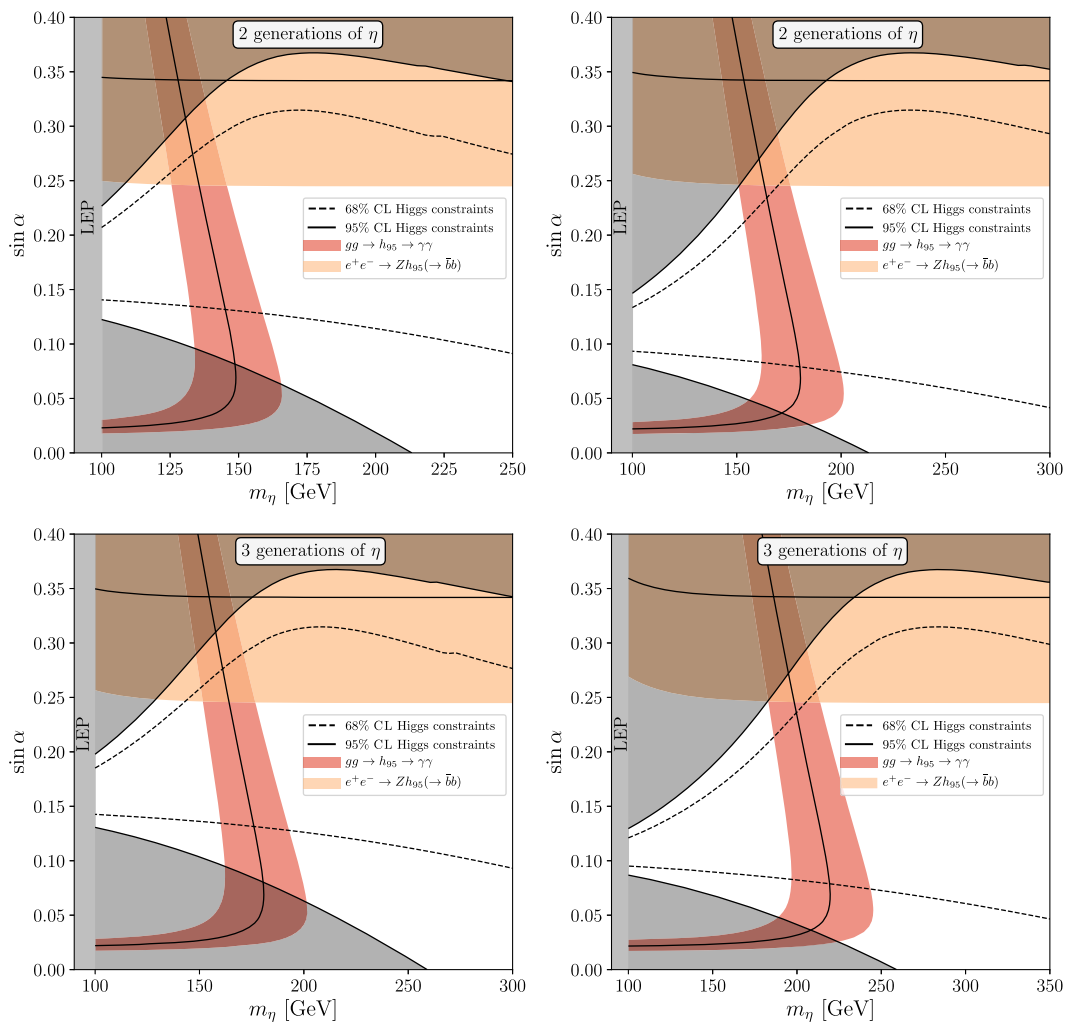 2 generations of η
sin α
0.40
0.35
0.30
0.25
0.20
0.15
0.10
0.05
0.00
LEP
68% CL Higgs constraints
95% CL Higgs constraints
gg → h₉₅ → γγ
e⁺e⁻ → Zh₉₅(→ b̄b)
100 125 150 175 200 225 250
m_η [GeV]
2 generations of η
sin α
0.40
0.35
0.30
0.25
0.20
0.15
0.10
0.05
0.00
LEP
68% CL Higgs constraints
95% CL Higgs constraints
gg → h₉₅ → γγ
e⁺e⁻ → Zh₉₅(→ b̄b)
100 150 200 250 300
m_η [GeV]
3 generations of η
sin α
0.40
0.35
0.30
0.25
0.20
0.15
0.10
0.05
0.00
LEP
68% CL Higgs constraints
95% CL Higgs constraints
gg → h₉₅ → γγ
e⁺e⁻ → Zh₉₅(→ b̄b)
100 150 200 250 300
m_η [GeV]
3 generations of η
sin α
0.40
0.35
0.30
0.25
0.20
0.15
0.10
0.05
0.00
LEP
68% CL Higgs constraints
95% CL Higgs constraints
gg → h₉₅ → γγ
e⁺e⁻ → Zh₉₅(→ b̄b)
100 150 200 250 300 350
m_η [GeV]